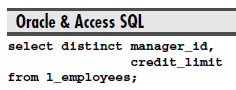 Oracle & Access SQL
select distinct manager_id,
credit_limit
from l_employees;